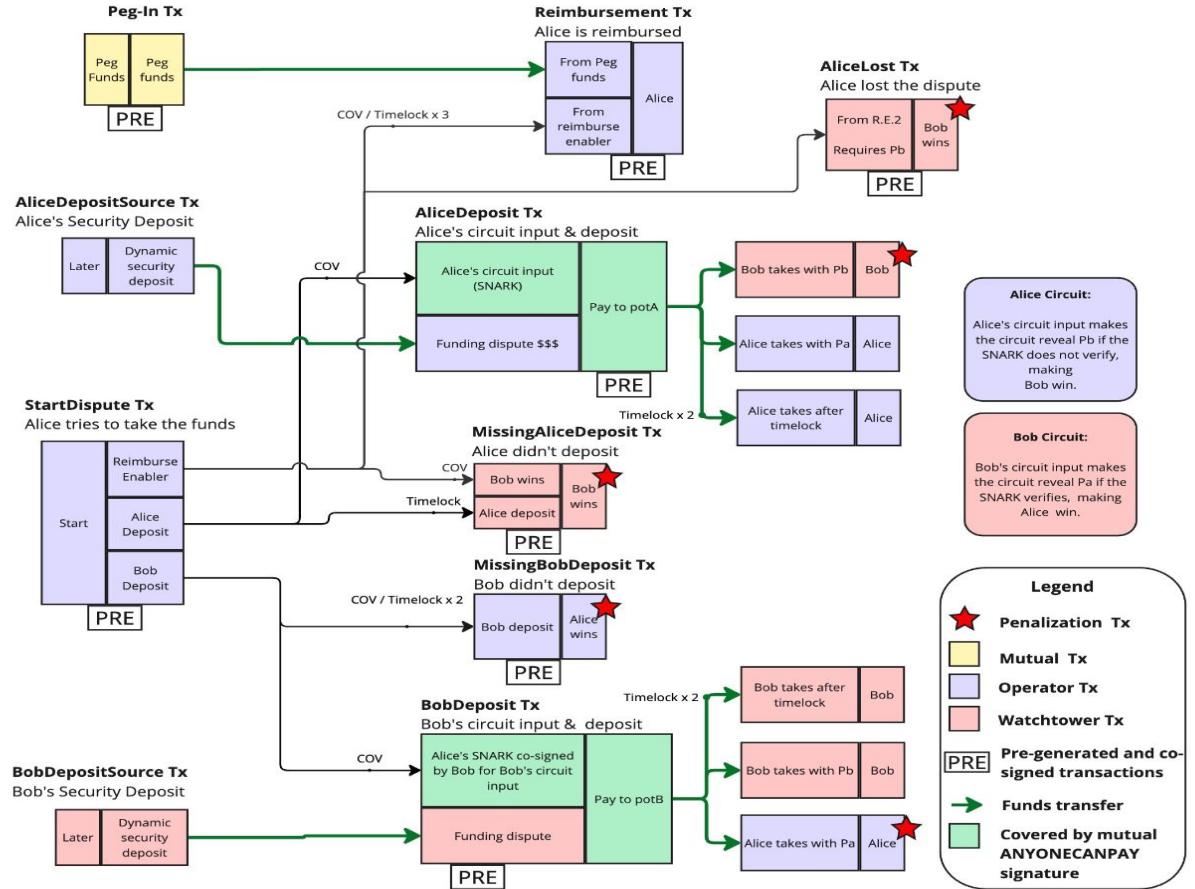 Peg-In Tx
Peg Funds
Peg funds
PRE
Reimbursement Tx
Alice is reimbursed
From Peg
funds
From
reimburse
enabler
Alice
PRE
COV / Timelock x 3
AliceLost Tx
Alice lost the dispute
From R.E.2
Requires Pb
Bob
wins
PRE
AliceDepositSource Tx
Alice's Security Deposit
Later
Dynamic
security
deposit
COV
AliceDeposit Tx
Alice's circuit input & deposit
Alice's circuit input
(SNARK)
Funding dispute $$$
Pay to potA
PRE
Bob takes with Pb
Bob
Alice takes with Pa
Alice
Timelock x 2
Alice takes after
timelock
Alice
Alice Circuit:
Alice's circuit input makes
the circuit reveal Pb if the
SNARK does not verify,
making
Bob win.
Bob Circuit:
Bob's circuit input makes
the circuit reveal Pa if the
SNARK verifies, making
Alice win.
StartDispute Tx
Alice tries to take the funds
Start
Reimburse
Enabler
Alice
Deposit
Bob
Deposit
PRE
MissingAliceDeposit Tx
Alice didn't deposit
COV
Timelock
Bob wins
Alice deposit
Bob
wins
PRE
MissingBobDeposit Tx
Bob didn't deposit
COV / Timelock x 2
Bob deposit
Alice
wins
PRE
BobDeposit Tx
Bob's circuit input & deposit
COV
Alice's SNARK co-signed
by Bob for Bob's circuit
input
Funding dispute
Pay to potB
PRE
BobDepositSource Tx
Bob's Security Deposit
Later
Dynamic
security
deposit
Timelock x 2
Bob takes after
timelock
Bob
Bob takes with Pb
Bob
Alice takes with Pa
Alice
Legend
Penalization Tx
Mutual Tx
Operator Tx
Watchtower Tx
PRE
Pre-generated and co-
signed transactions
Funds transfer
Covered by mutual
ANYONECANPAY
signature